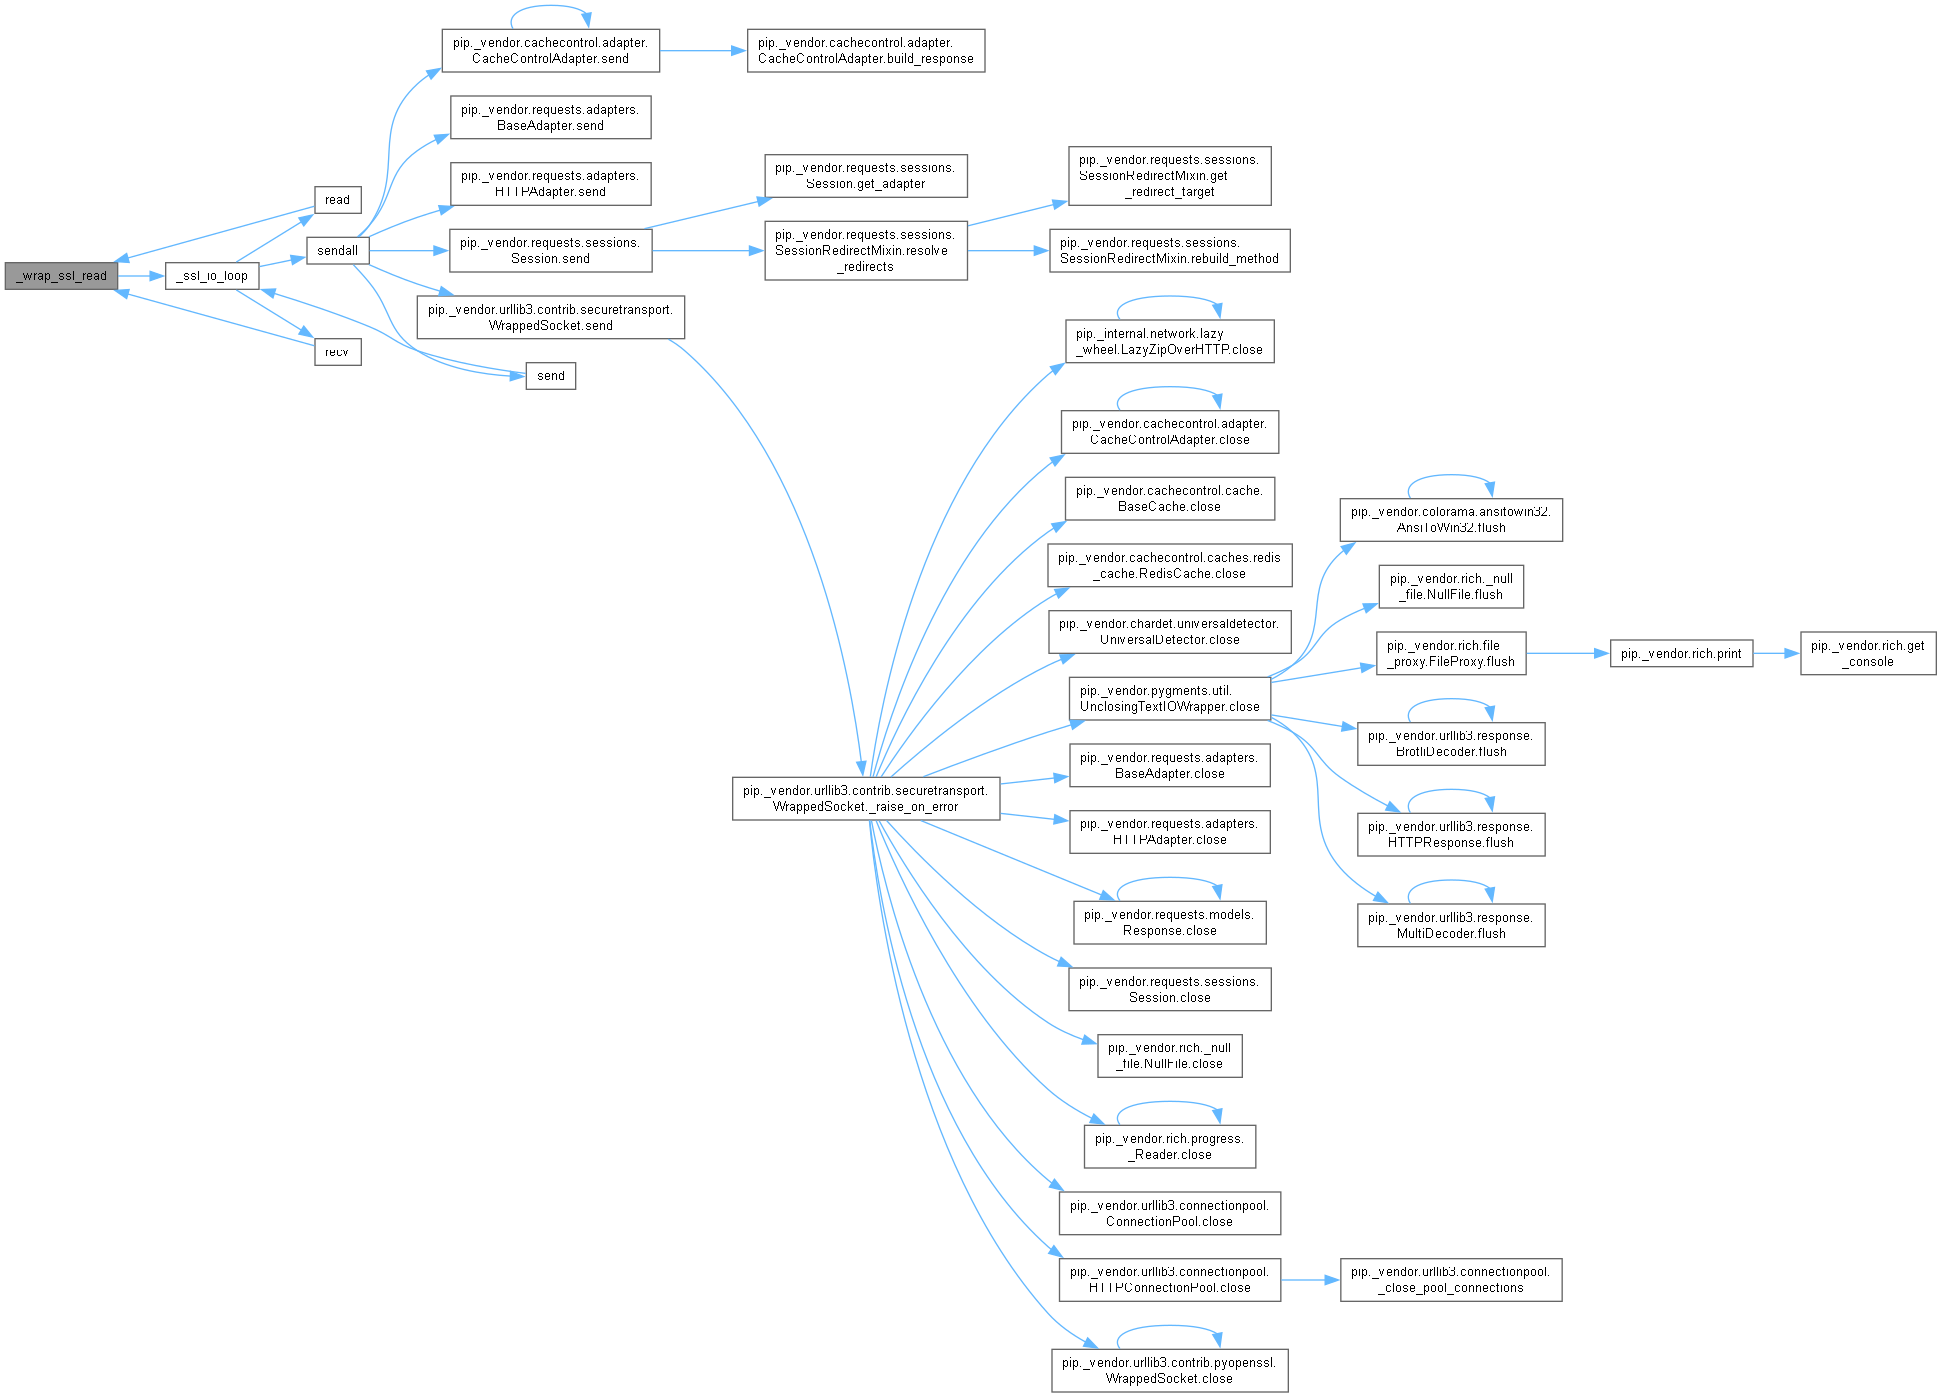 pip._vendor.cachecontrol.adapter.
CacheControlAdapter.send
pip._vendor.cachecontrol.adapter.
CacheControlAdapter.build_response
pip._vendor.requests.adapters.
BaseAdapter.send
pip._vendor.requests.adapters.
HTTPAdapter.send
pip._vendor.requests.sessions.
Session.get_adapter
pip._vendor.requests.sessions.
SessionRedirectMixin.get
_redirect_target
read
sendall
pip._vendor.requests.sessions.
Session.send
pip._vendor.requests.sessions.
SessionRedirectMixin.resolve
_redirects
pip._vendor.requests.sessions.
SessionRedirectMixin.rebuild_method
_wrap_ssl_read
_ssl_io_loop
pip._vendor.urllib3.contrib.securetransport.
WrappedSocket.send
recv
send
pip._internal.network.lazy
_wheel.LazyZipOverHTTP.close
pip._vendor.cachecontrol.adapter.
CacheControlAdapter.close
pip._vendor.cachecontrol.cache.
BaseCache.close
pip._vendor.colorama.ansitowin32.
AnsiToWin32.flush
pip._vendor.cachecontrol.caches.redis
_cache.RedisCache.close
pip._vendor.rich._null
_file.NullFile.flush
pip._vendor.chardet.universaldetector.
UniversalDetector.close
pip._vendor.rich.file
_proxy.FileProxy.flush
pip._vendor.rich.print
pip._vendor.rich.get
_console
pip._vendor.pygments.util.
UnclosingTextIOWrapper.close
pip._vendor.urllib3.response.
BrotliDecoder.flush
pip._vendor.requests.adapters.
BaseAdapter.close
pip._vendor.urllib3.contrib.securetransport.
WrappedSocket._raise_on_error
pip._vendor.requests.adapters.
HTTPAdapter.close
pip._vendor.urllib3.response.
HTTPResponse.flush
pip._vendor.requests.models.
Response.close
pip._vendor.urllib3.response.
MultiDecoder.flush
pip._vendor.requests.sessions.
Session.close
pip._vendor.rich._null
_file.NullFile.close
pip._vendor.rich.progress.
_Reader.close
pip._vendor.urllib3.connectionpool.
ConnectionPool.close
pip._vendor.urllib3.connectionpool.
HTTPConnectionPool.close
pip._vendor.urllib3.connectionpool.
_close_pool_connections
pip._vendor.urllib3.contrib.pyopenssl.
WrappedSocket.close